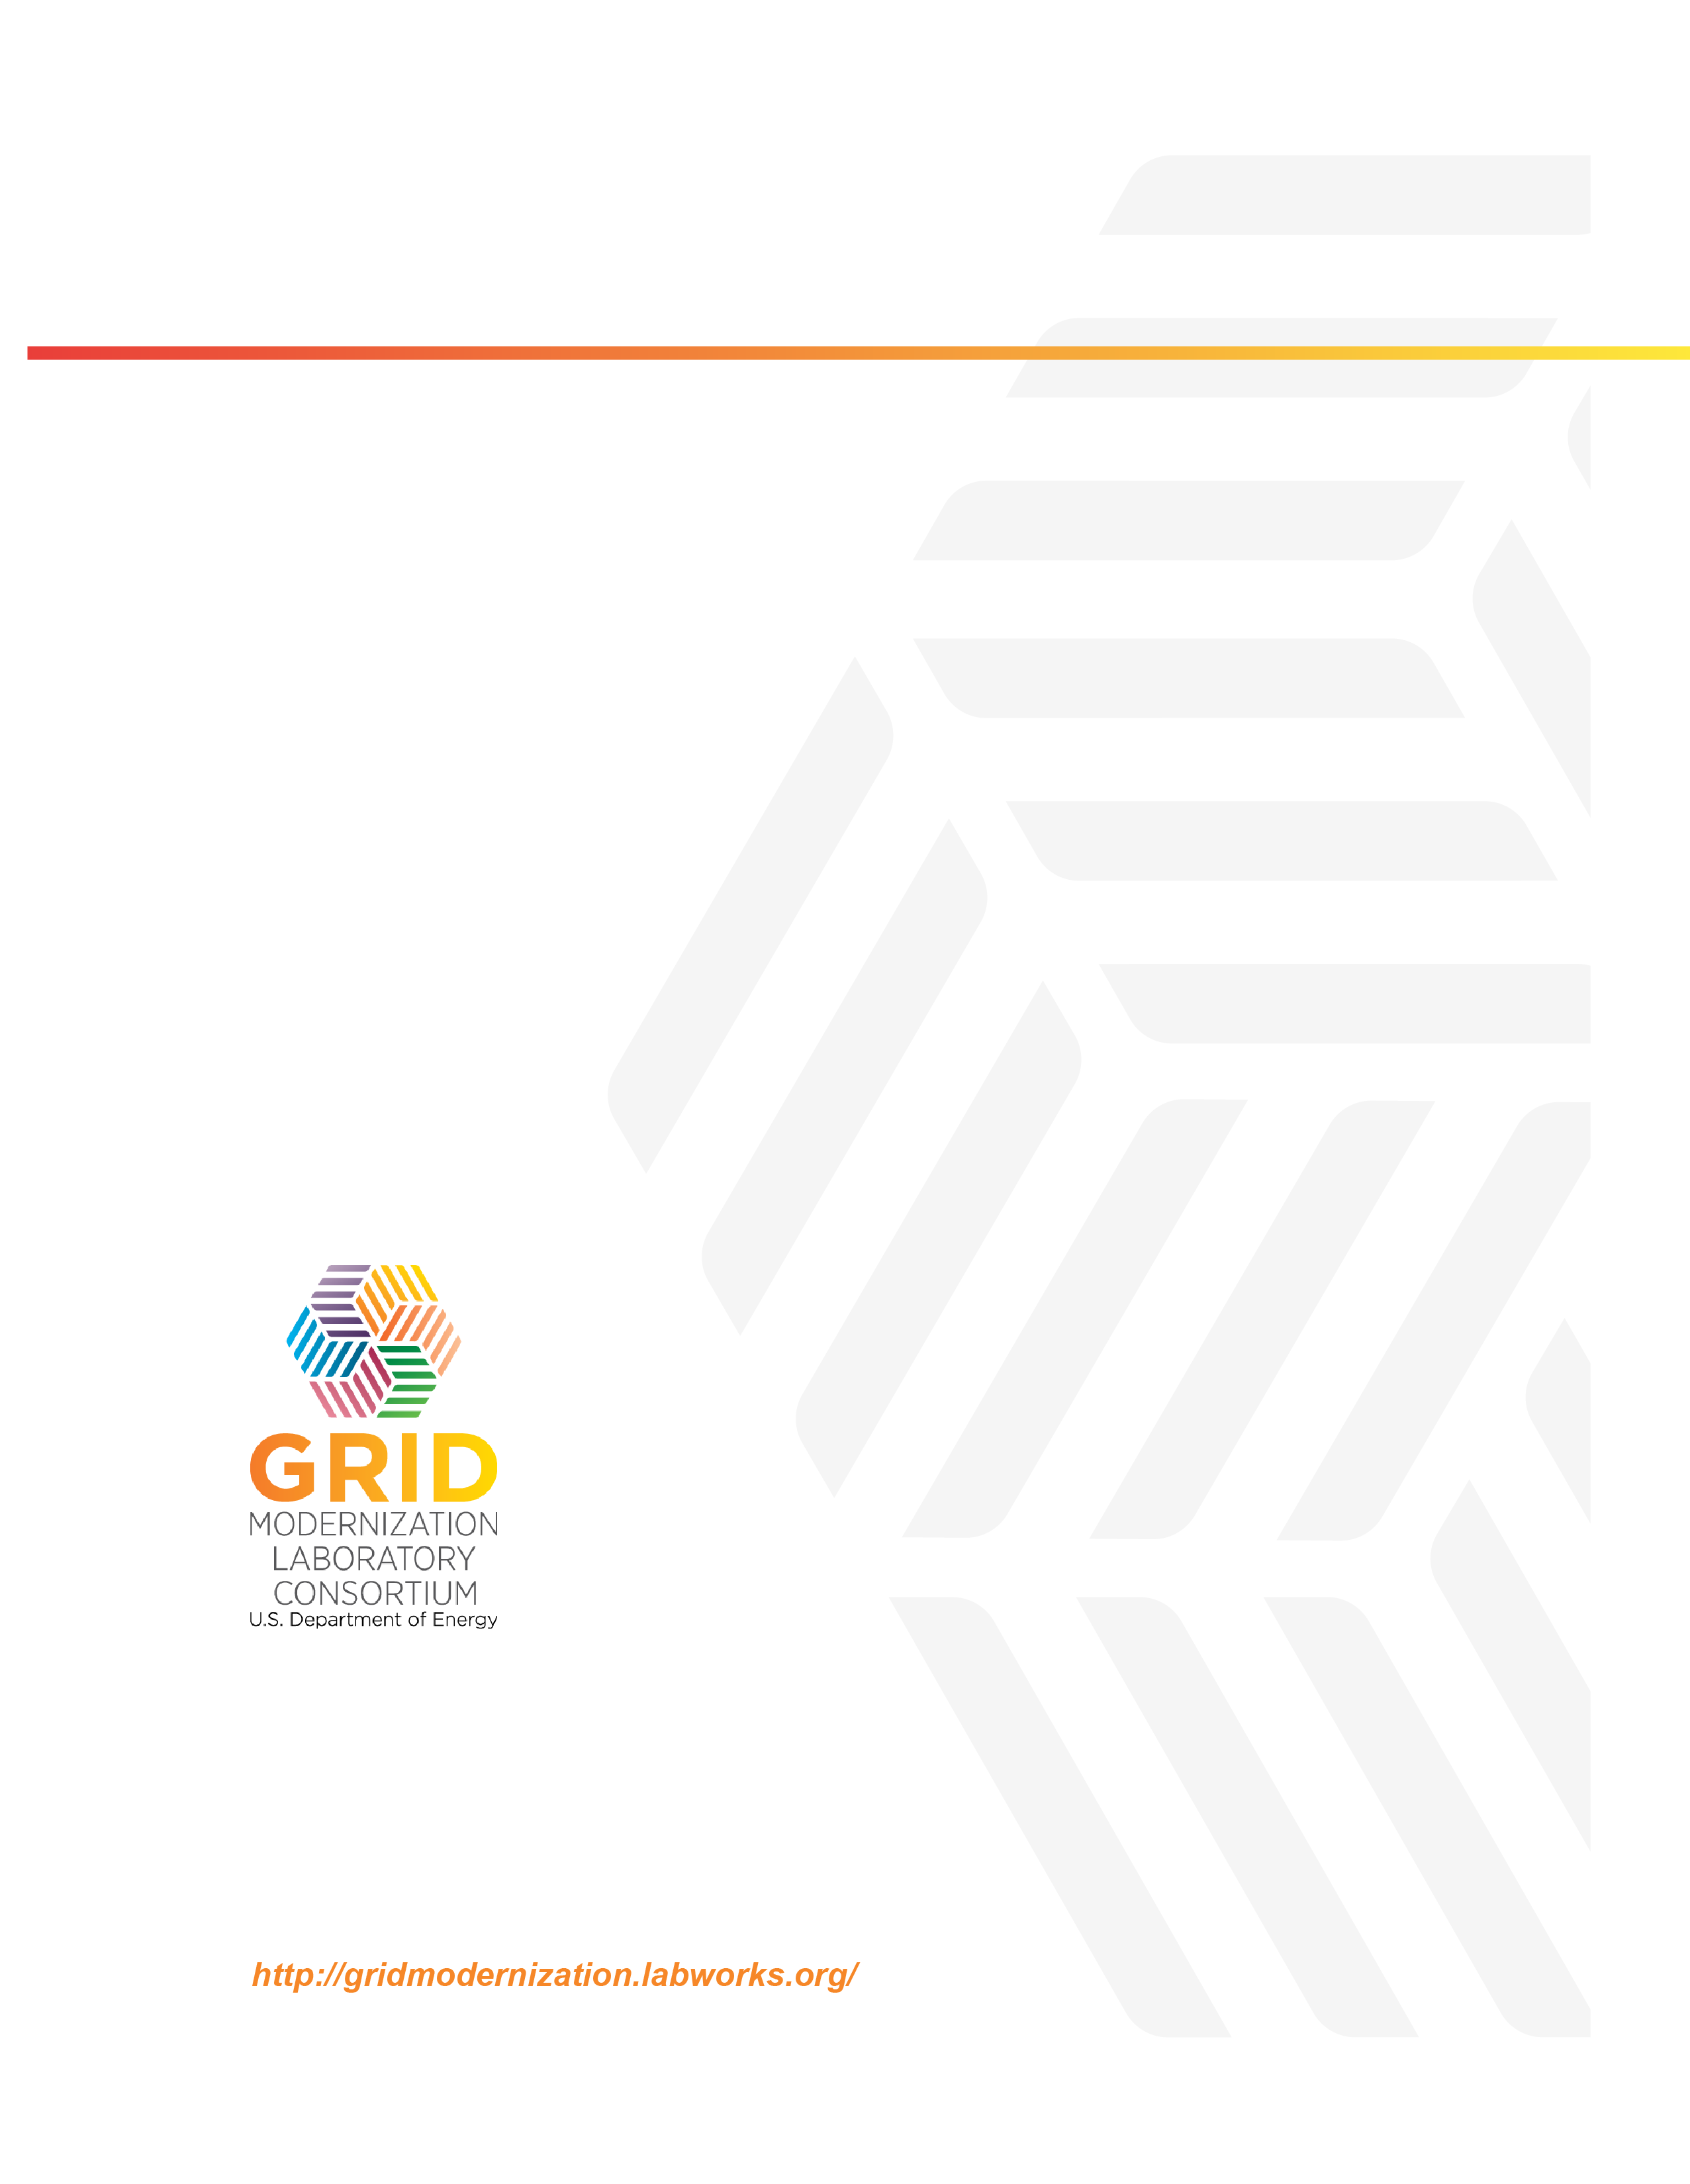 GRID
MODERNIZATION
LABORATORY
CONSORTIUM
U.S. Department of Energy
http://gridmodernization.labworks.org/